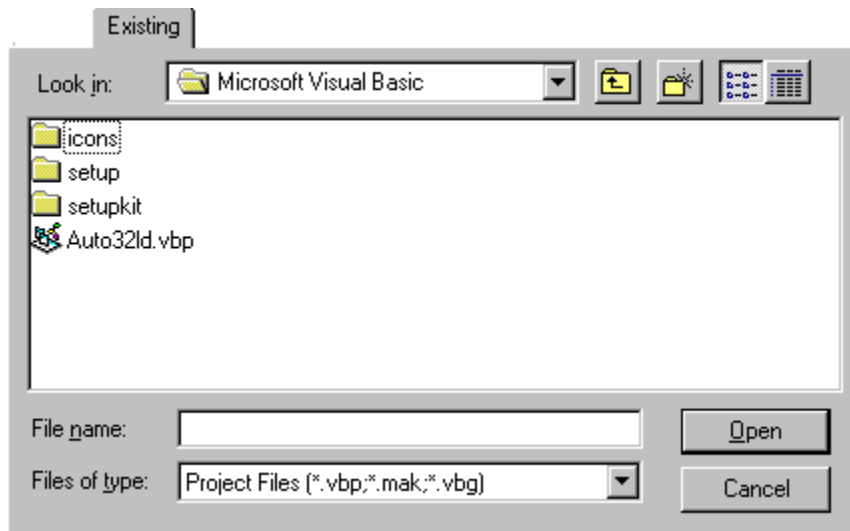 Existing
Look in: Microsoft Visual Basic
icons
setup
setupkit
Auto32ld.vbp
File name: Open
Files of type: Project Files (*.vbp;*.mak;*.vbg) Cancel